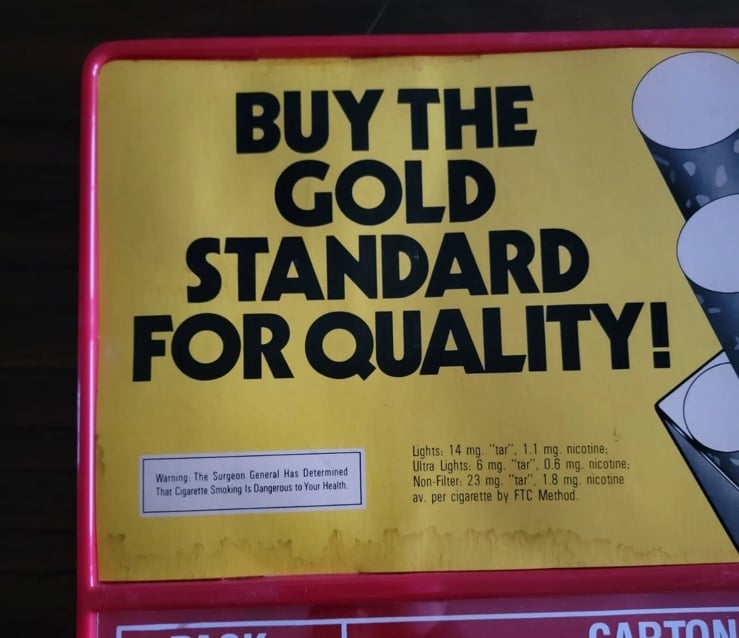 BUY THE
GOLD
STANDARD
FOR QUALITY!
Warning: The Surgeon General Has Determined
That Cigarette Smoking Is Dangerous to Your Health.
Lights: 14 mg. "tar", 1.1 mg. nicotine;
Ultra Lights: 6 mg. "tar", 0.6 mg. nicotine;
Non-Filter: 23 mg. "tar", 1.8 mg. nicotine
av. per cigarette by FTC Method.
PACK
CARTON